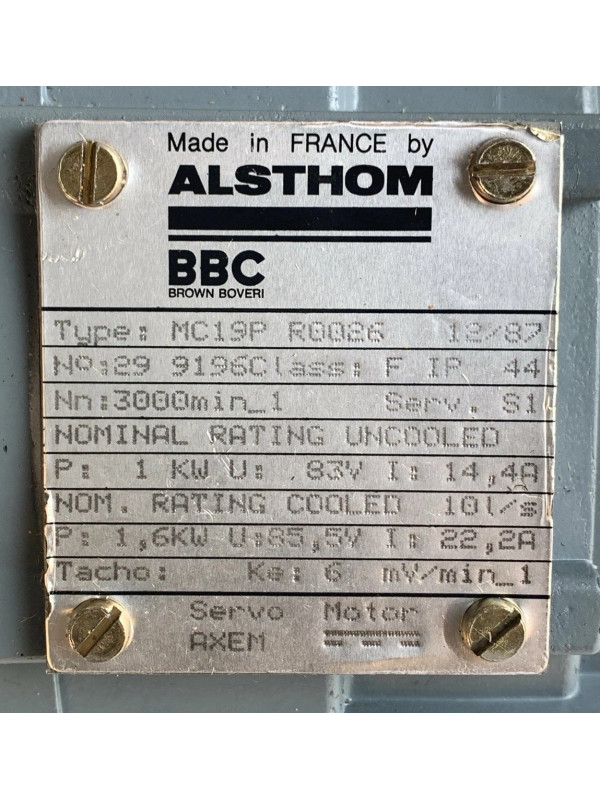 Made in FRANCE by
ALSTHOM
BBC
BROWN BOVERI
Type: MC19P R0026 12/87
No:29 9196Class: F IP 44
Nn:3000min_1 Serv. S1
NOMINAL RATING UNCOOLED
P: 1 KW U: 83V I: 14,4A
NOM. RATING COOLED 10l/s
P: 1,6KW U:85,5V I: 22,2A
Tacho: Ke: 6 mV/min_1
Servo Motor
AXEM